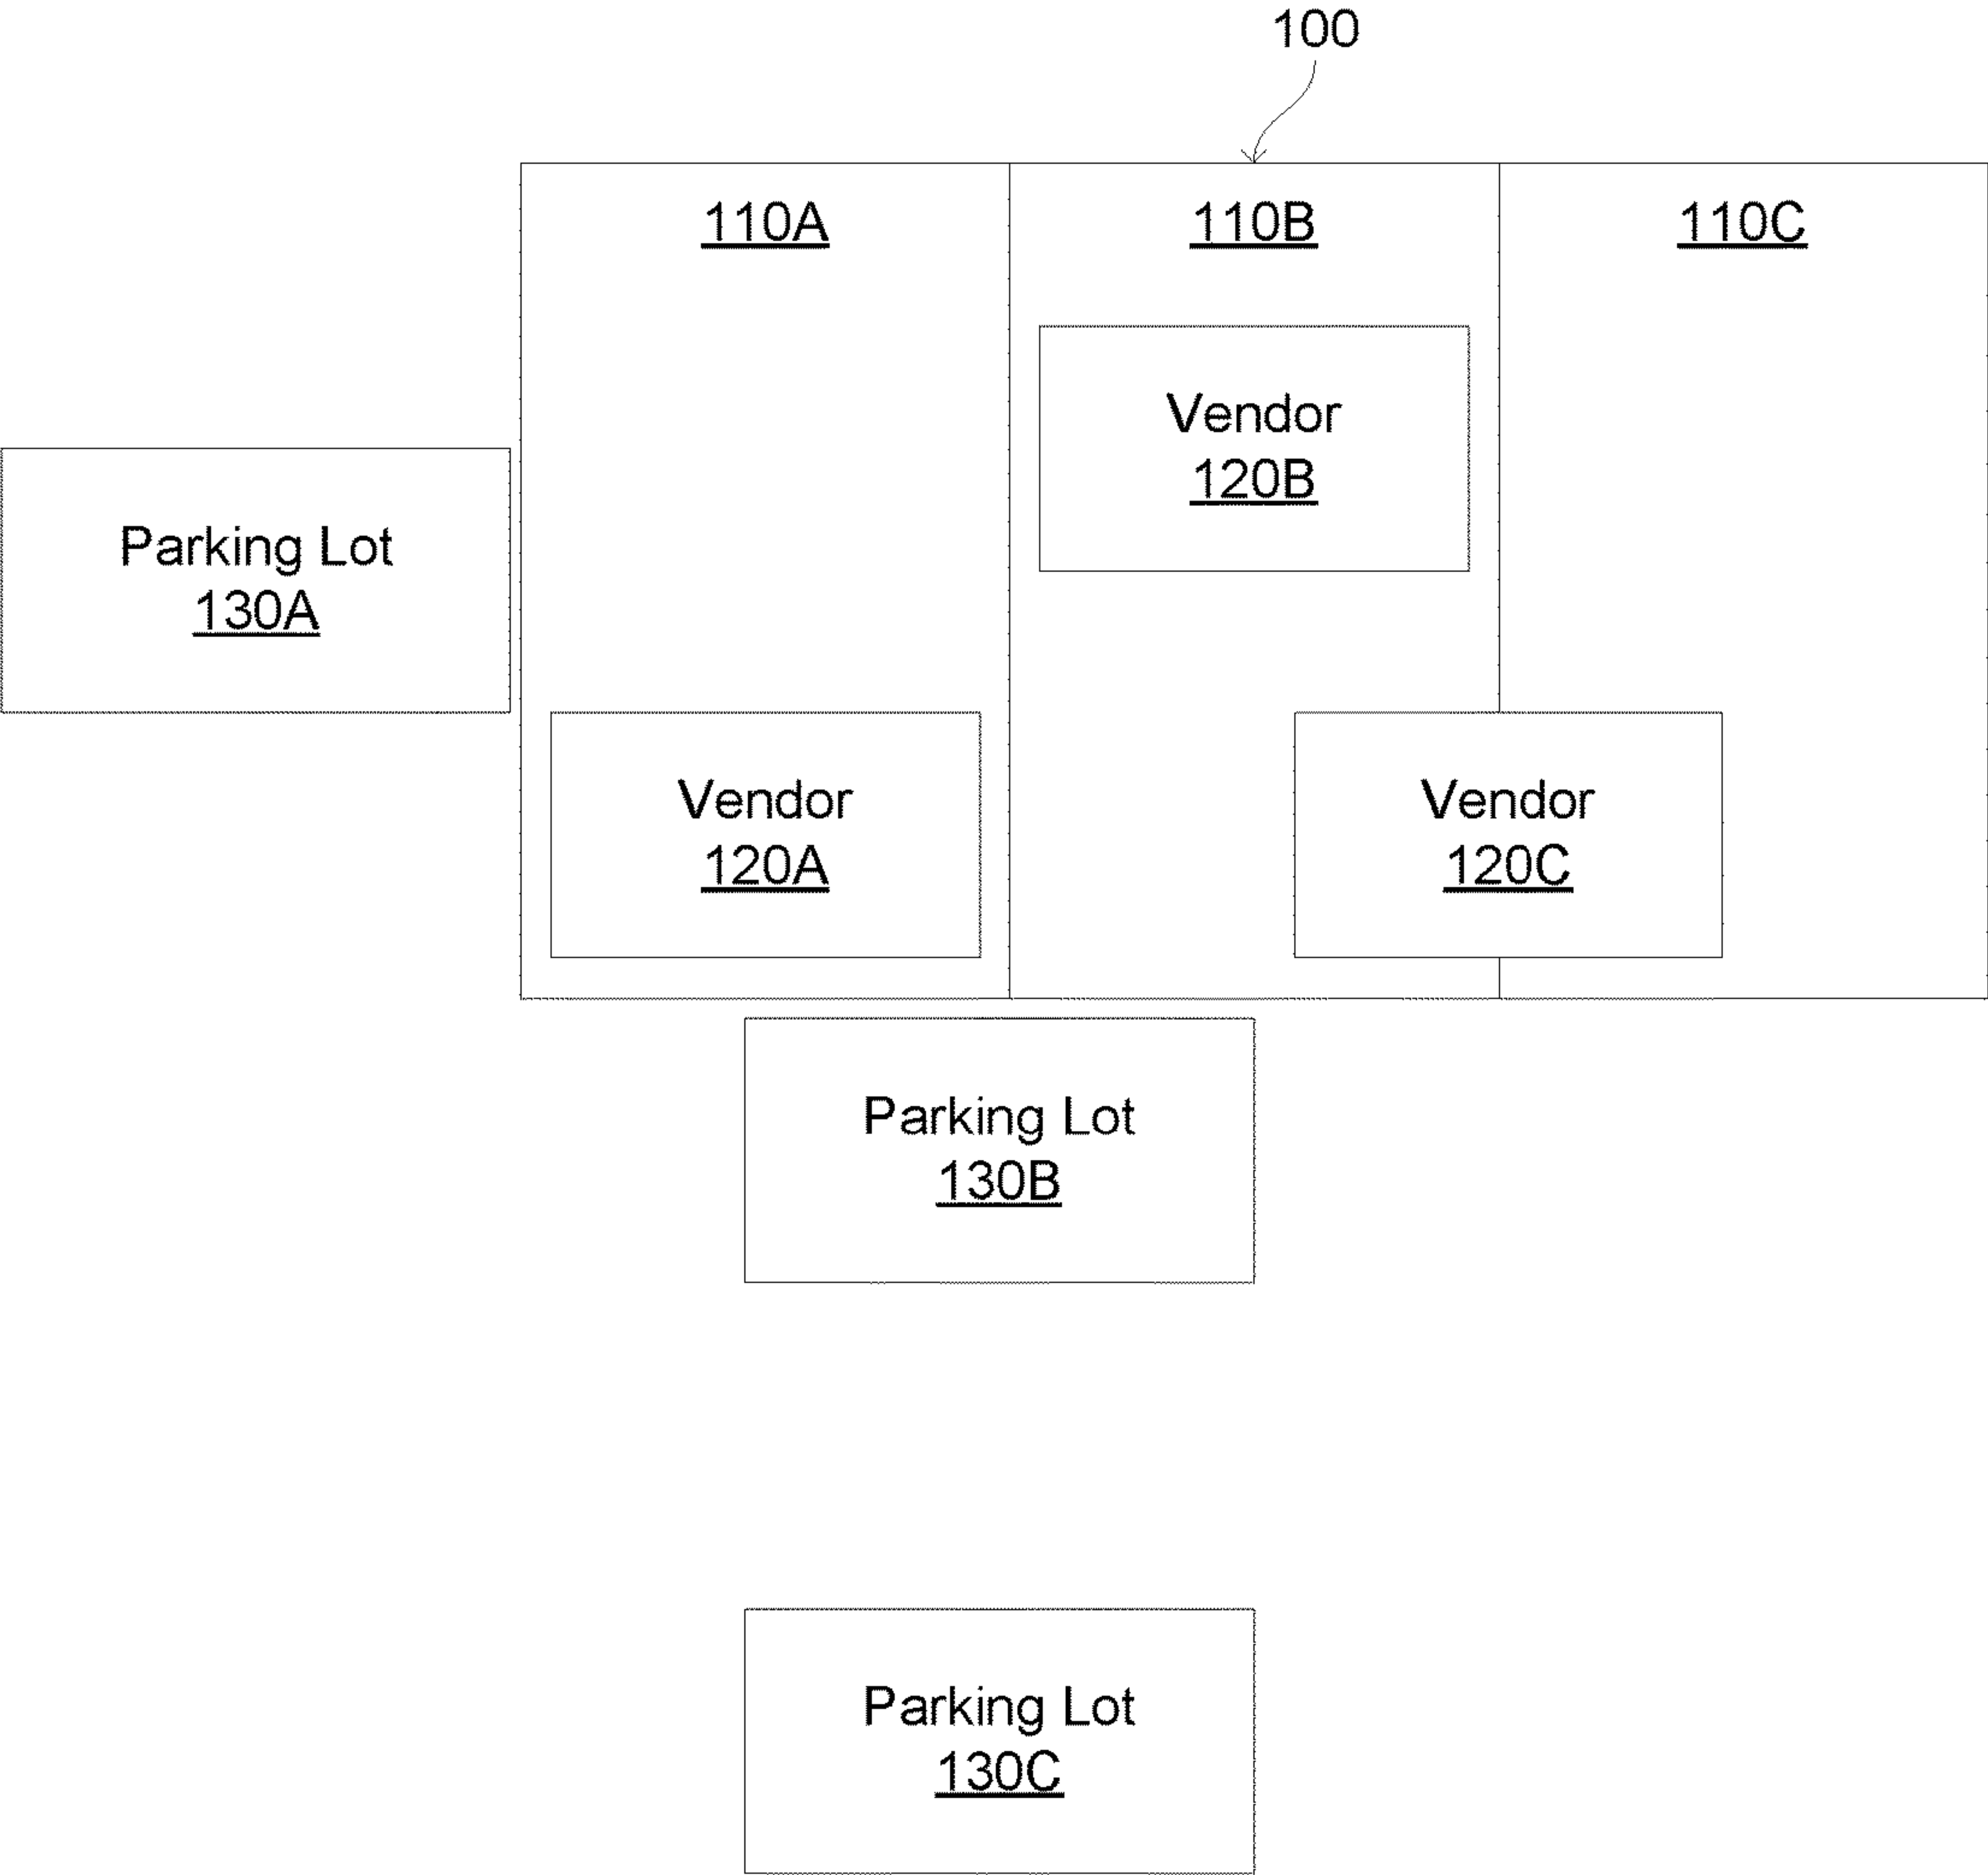 100
110A
110B
110C
Vendor
120B
Parking Lot
130A
Vendor
120A
Vendor
120C
Parking Lot
130B
Parking Lot
130C